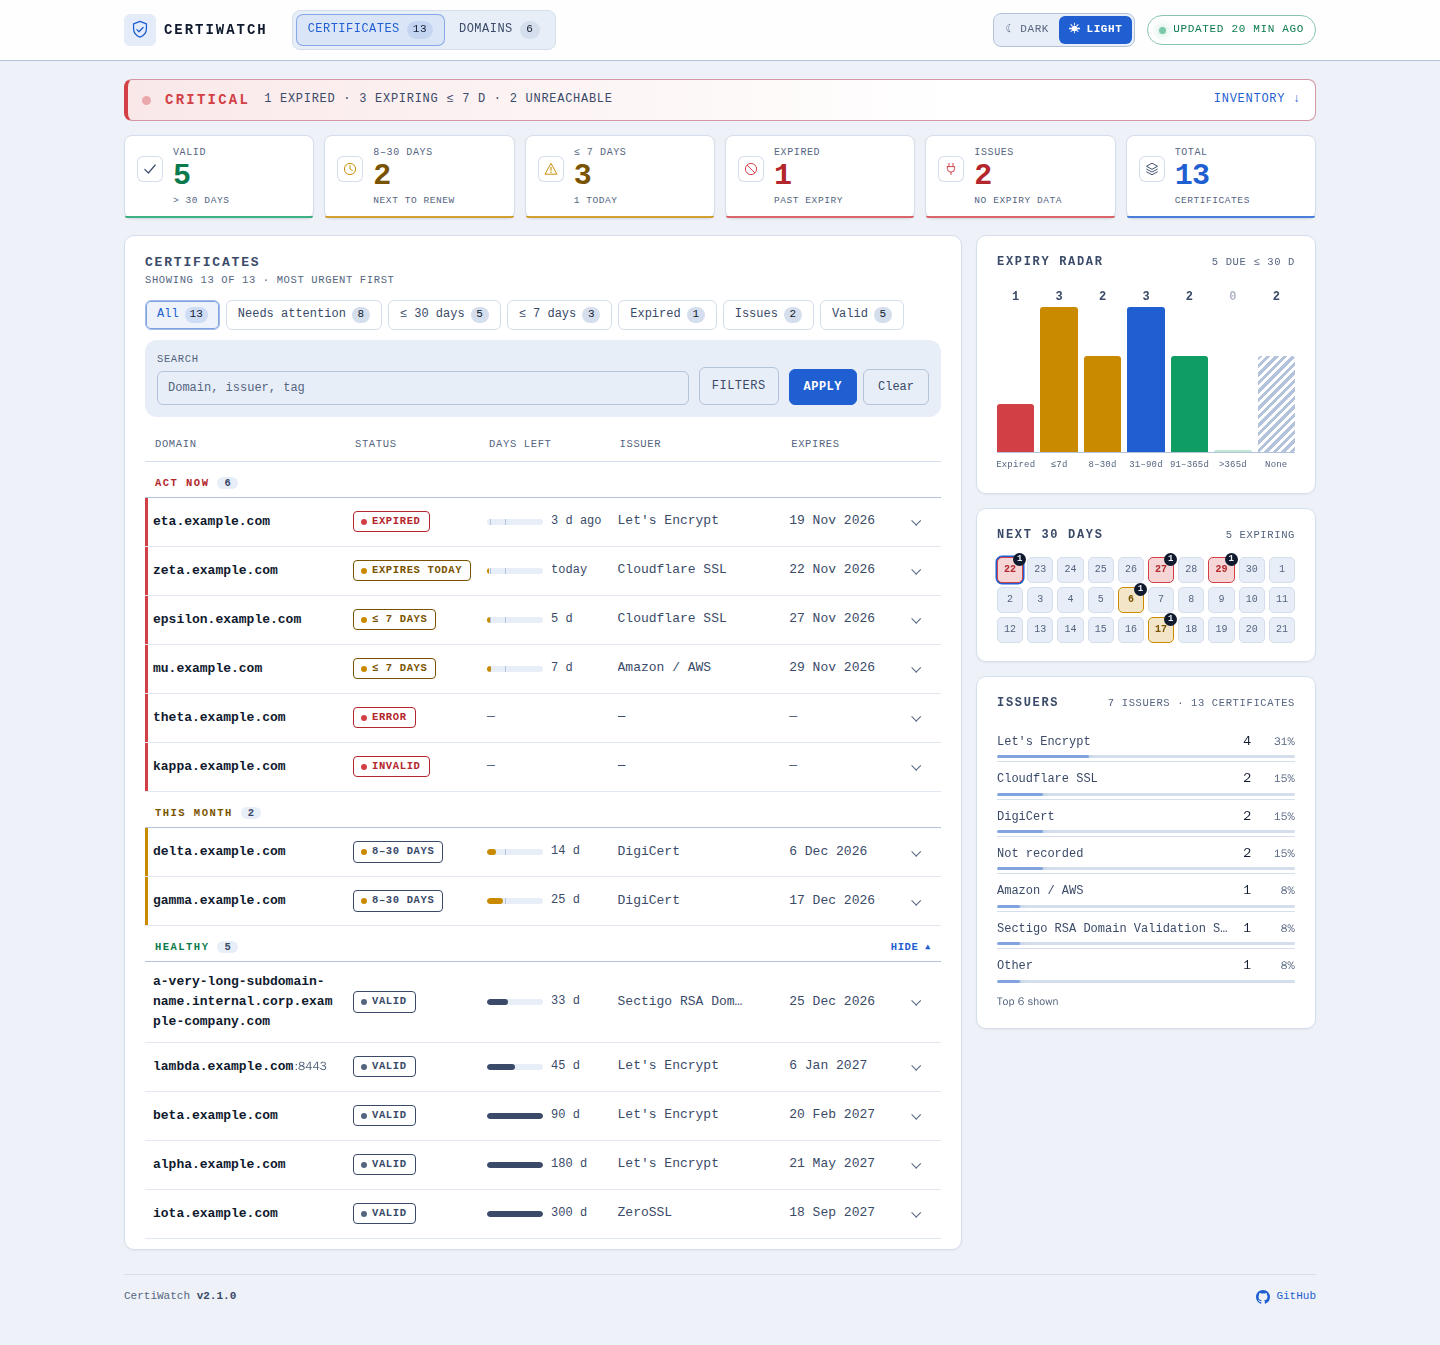 CERTIWATCH
CERTIFICATES 13
DOMAINS 6
DARK
LIGHT
UPDATED 20 MIN AGO
CRITICAL 1 EXPIRED · 3 EXPIRING ≤ 7 D · 2 UNREACHABLE
INVENTORY ↓
VALID
5
> 30 DAYS
8–30 DAYS
2
NEXT TO RENEW
≤ 7 DAYS
3
1 TODAY
EXPIRED
1
PAST EXPIRY
ISSUES
2
NO EXPIRY DATA
TOTAL
13
CERTIFICATES
CERTIFICATES
SHOWING 13 OF 13 · MOST URGENT FIRST
All 13
Needs attention 8
≤ 30 days 5
≤ 7 days 3
Expired 1
Issues 2
Valid 5
SEARCH
Domain, issuer, tag
FILTERS
APPLY
Clear
DOMAIN STATUS DAYS LEFT ISSUER EXPIRES
ACT NOW 6
eta.example.com EXPIRED 3 d ago Let's Encrypt 19 Nov 2026
zeta.example.com EXPIRES TODAY today Cloudflare SSL 22 Nov 2026
epsilon.example.com ≤ 7 DAYS 5 d Cloudflare SSL 27 Nov 2026
mu.example.com ≤ 7 DAYS 7 d Amazon / AWS 29 Nov 2026
theta.example.com ERROR — — —
kappa.example.com INVALID — — —
THIS MONTH 2
delta.example.com 8–30 DAYS 14 d DigiCert 6 Dec 2026
gamma.example.com 8–30 DAYS 25 d DigiCert 17 Dec 2026
HEALTHY 5 HIDE ▲
a-very-long-subdomain-
name.internal.corp.exam
ple-company.com
VALID 33 d Sectigo RSA Dom… 25 Dec 2026
lambda.example.com:8443 VALID 45 d Let's Encrypt 6 Jan 2027
beta.example.com VALID 90 d Let's Encrypt 20 Feb 2027
alpha.example.com VALID 180 d Let's Encrypt 21 May 2027
iota.example.com VALID 300 d ZeroSSL 18 Sep 2027
EXPIRY RADAR 5 DUE ≤ 30 D
1 3 2 3 2 0 2
Expired ≤7d 8–30d 31–90d 91–365d >365d None
NEXT 30 DAYS 5 EXPIRING
1 1 1
22 23 24 25 26 27 28 29 30 1
1
2 3 4 5 6 7 8 9 10 11
1
12 13 14 15 16 17 18 19 20 21
ISSUERS 7 ISSUERS · 13 CERTIFICATES
Let's Encrypt 4 31%
Cloudflare SSL 2 15%
DigiCert 2 15%
Not recorded 2 15%
Amazon / AWS 1 8%
Sectigo RSA Domain Validation S… 1 8%
Other 1 8%
Top 6 shown
CertiWatch v2.1.0
GitHub